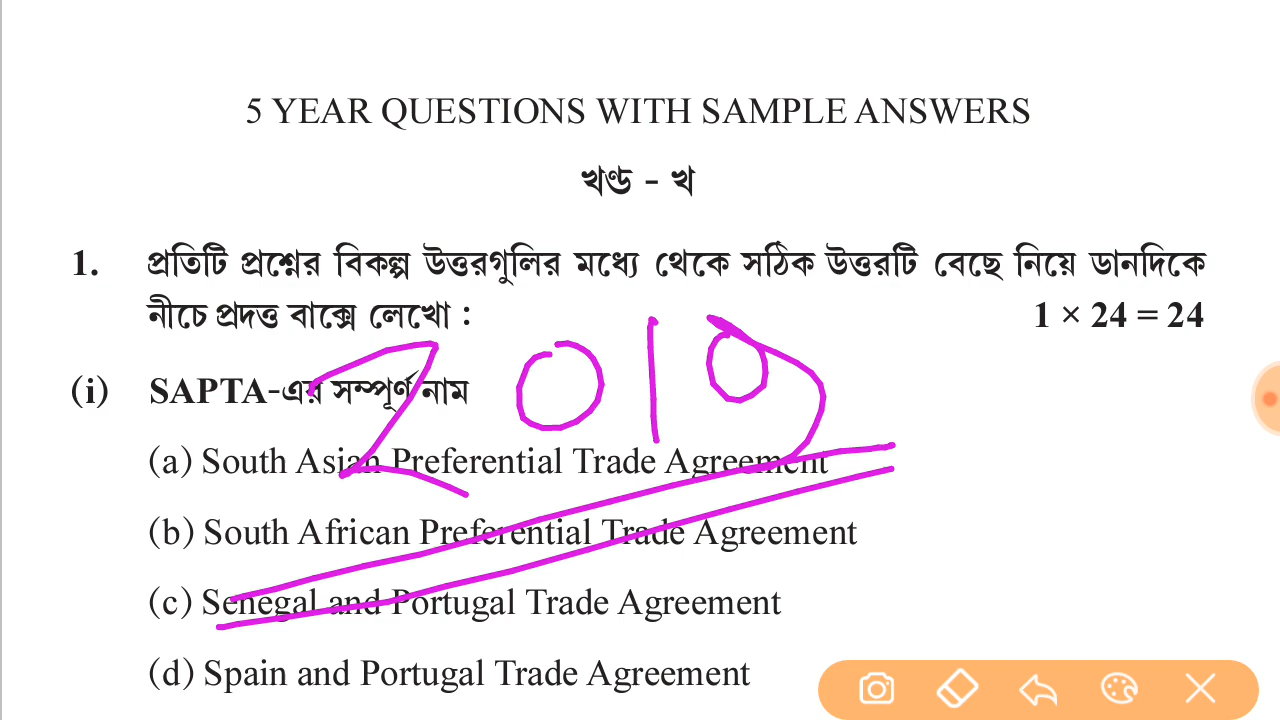 5 YEAR QUESTIONS WITH SAMPLE ANSWERS
খণ্ড - খ
1. প্রতিটি প্রশ্নের বিকল্প উত্তরগুলির মধ্যে থেকে সঠিক উত্তরটি বেছে নিয়ে ডানদিকে
নীচে প্রদত্ত বাক্সে লেখো : 1 × 24 = 24
2019
(i) SAPTA-এর সম্পূর্ণ নাম
(a) South Asian Preferential Trade Agreement
(b) South African Preferential Trade Agreement
(c) Senegal and Portugal Trade Agreement
(d) Spain and Portugal Trade Agreement